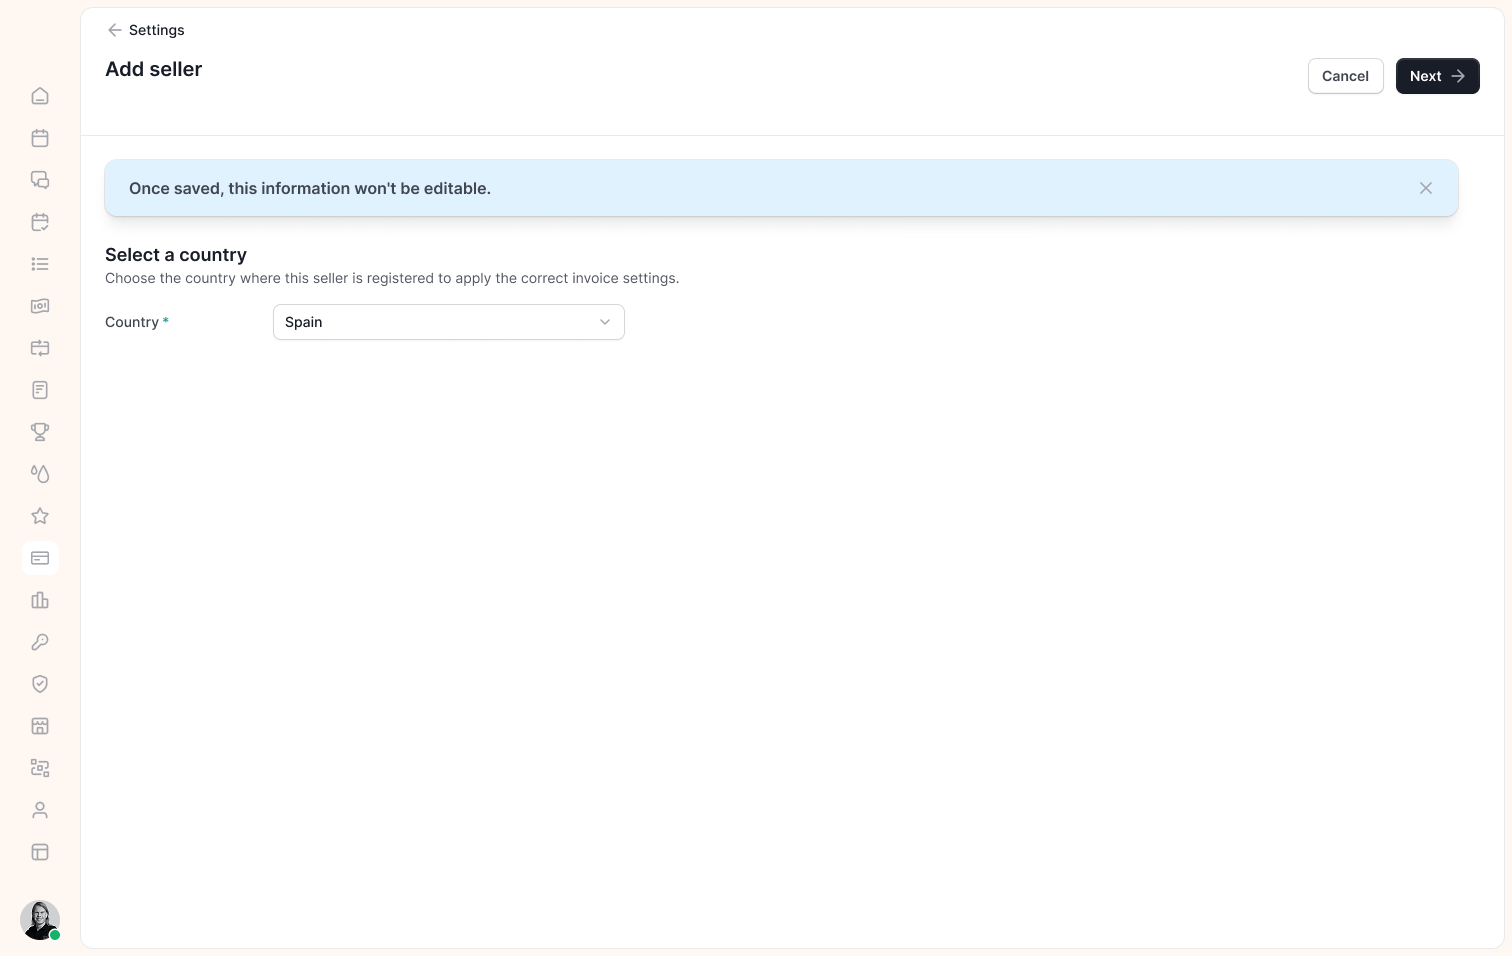 Settings
Add seller
Cancel
Next
Once saved, this information won't be editable.
Select a country
Choose the country where this seller is registered to apply the correct invoice settings.
Country *
Spain